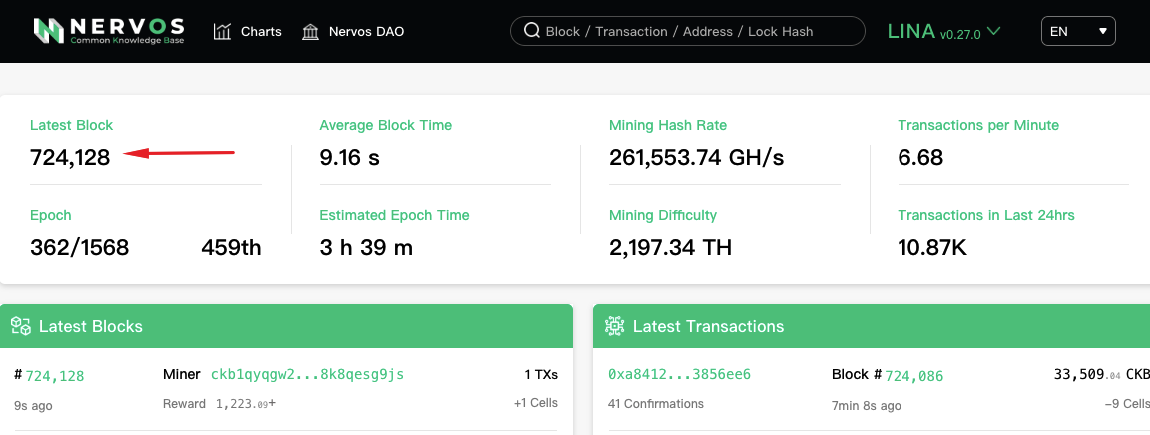 NERVOS
Common Knowledge Base
Charts
Nervos DAO
Block / Transaction / Address / Lock Hash
LINA v0.27.0
EN
Latest Block
724,128
Average Block Time
9.16 s
Mining Hash Rate
261,553.74 GH/s
Transactions per Minute
6.68
Epoch
362/1568 459th
Estimated Epoch Time
3 h 39 m
Mining Difficulty
2,197.34 TH
Transactions in Last 24hrs
10.87K
Latest Blocks
# 724,128 Miner ckb1qyqgw2...8k8qesg9js 1 TXs
9s ago Reward 1,223.09+ +1 Cells
Latest Transactions
0xa8412...3856ee6 Block # 724,086 33,509.04 CKB
41 Confirmations 7min 8s ago -9 Cells